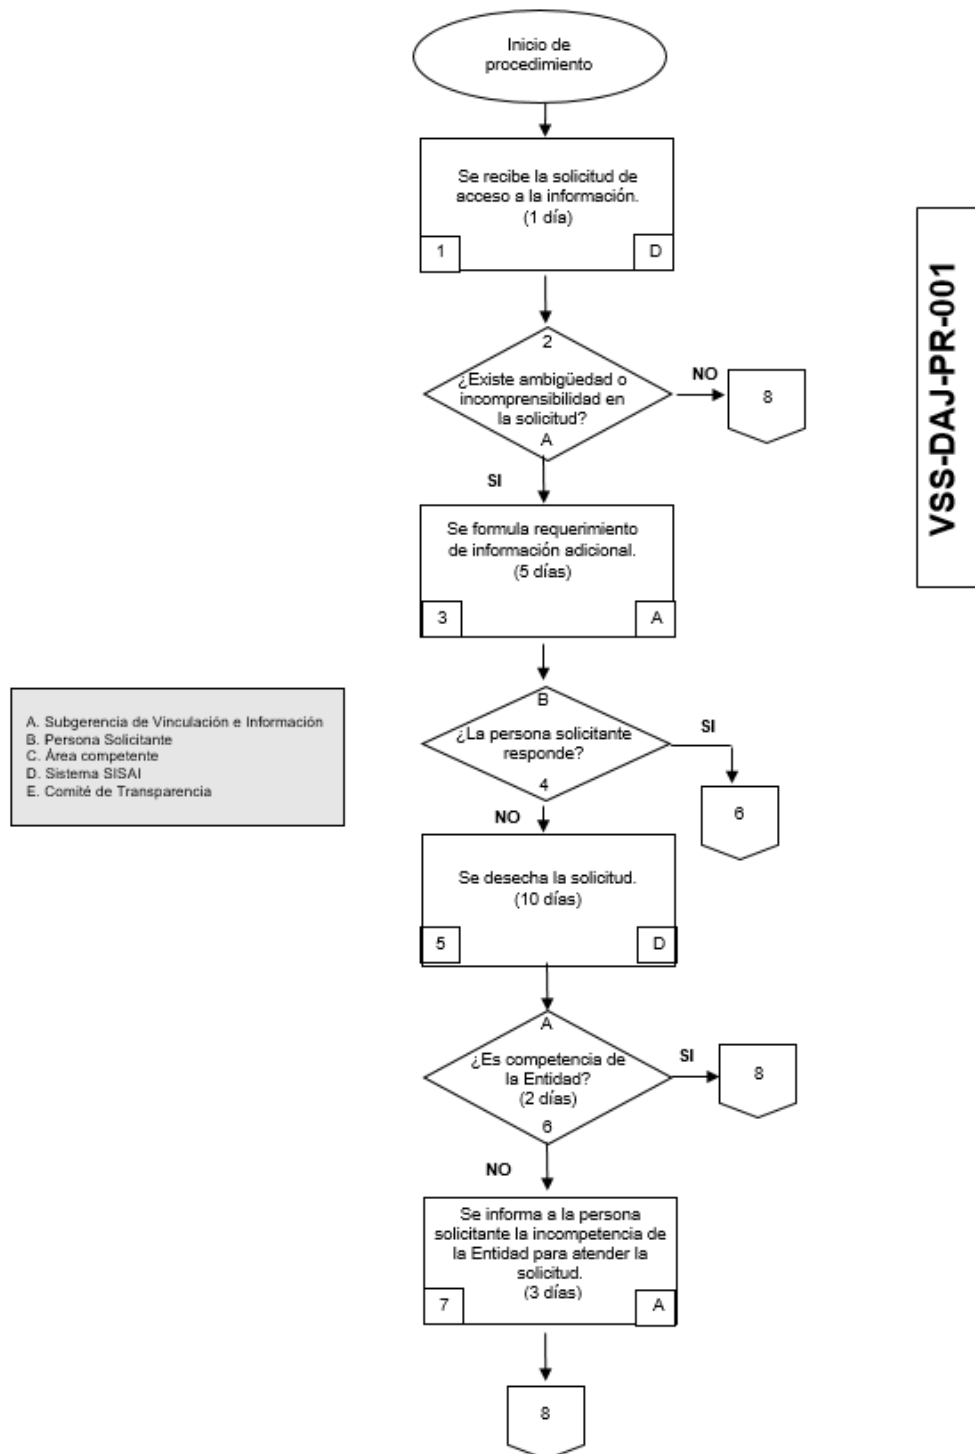 Inicio de
procedimiento
Se recibe la solicitud de
acceso a la información.
(1 día)
1
D
2
¿Existe ambigüedad o
incomprensibilidad en
la solicitud?
A
NO
8
SI
Se formula requerimiento
de información adicional.
(5 días)
3
A
B
¿La persona solicitante
responde?
4
SI
6
NO
Se desecha la solicitud.
(10 días)
5
D
A
¿Es competencia de
la Entidad?
(2 días)
6
SI
8
NO
Se informa a la persona
solicitante la incompetencia de
la Entidad para atender la
solicitud.
(3 días)
7
A
8
A. Subgerencia de Vinculación e Información
B. Persona Solicitante
C. Área competente
D. Sistema SISAI
E. Comité de Transparencia
VSS-DAJ-PR-001